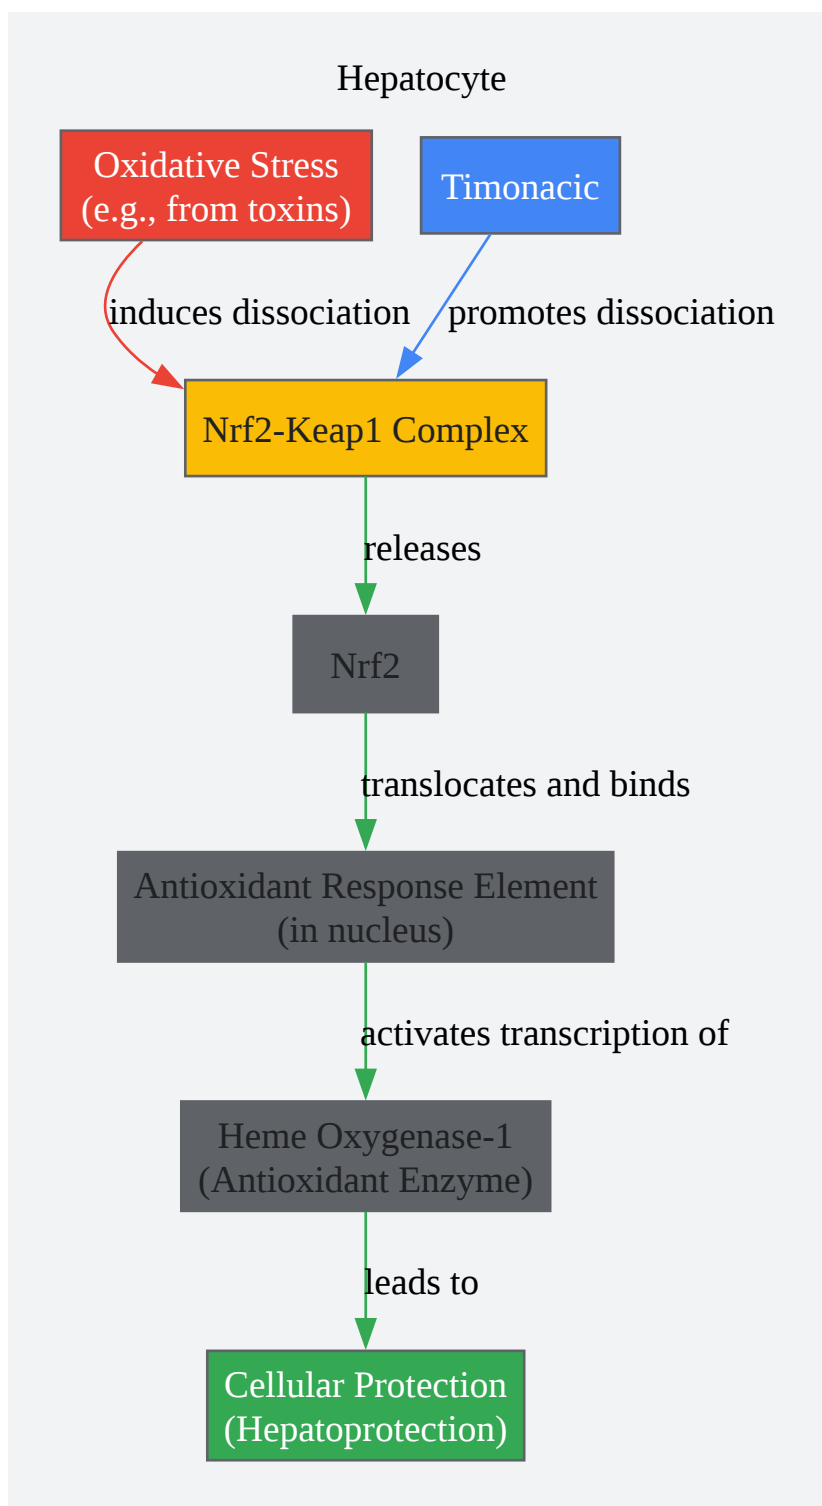 Hepatocyte
Oxidative Stress
(e.g., from toxins)
Timonacic
induces dissociation
promotes dissociation
Nrf2-Keap1 Complex
releases
Nrf2
translocates and binds
Antioxidant Response Element
(in nucleus)
activates transcription of
Heme Oxygenase-1
(Antioxidant Enzyme)
leads to
Cellular Protection
(Hepatoprotection)